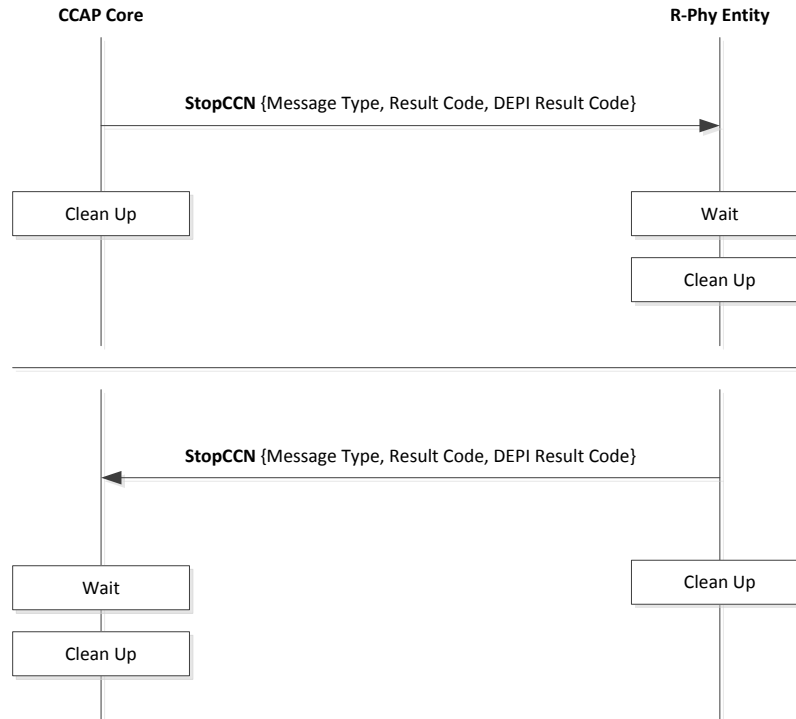 CCAP Core
R-Phy Entity
StopCCN {Message Type, Result Code, DEPI Result Code}
Clean Up
Wait
Clean Up
StopCCN {Message Type, Result Code, DEPI Result Code}
Wait
Clean Up
Clean Up